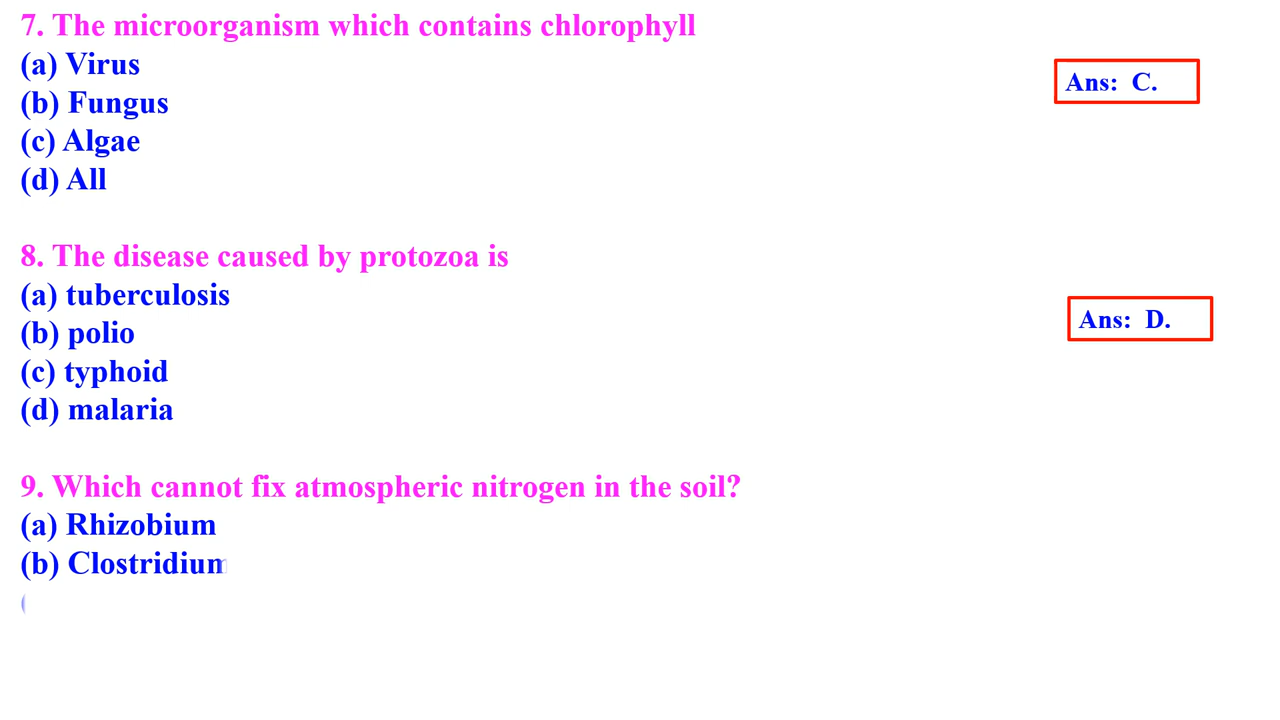 7. The microorganism which contains chlorophyll
(a) Virus
Ans: C.
(b) Fungus
(c) Algae
(d) All
8. The disease caused by protozoa is
(a) tuberculosis
Ans: D.
(b) polio
(c) typhoid
(d) malaria
9. Which cannot fix atmospheric nitrogen in the soil?
(a) Rhizobium
(b) Clostridium
(